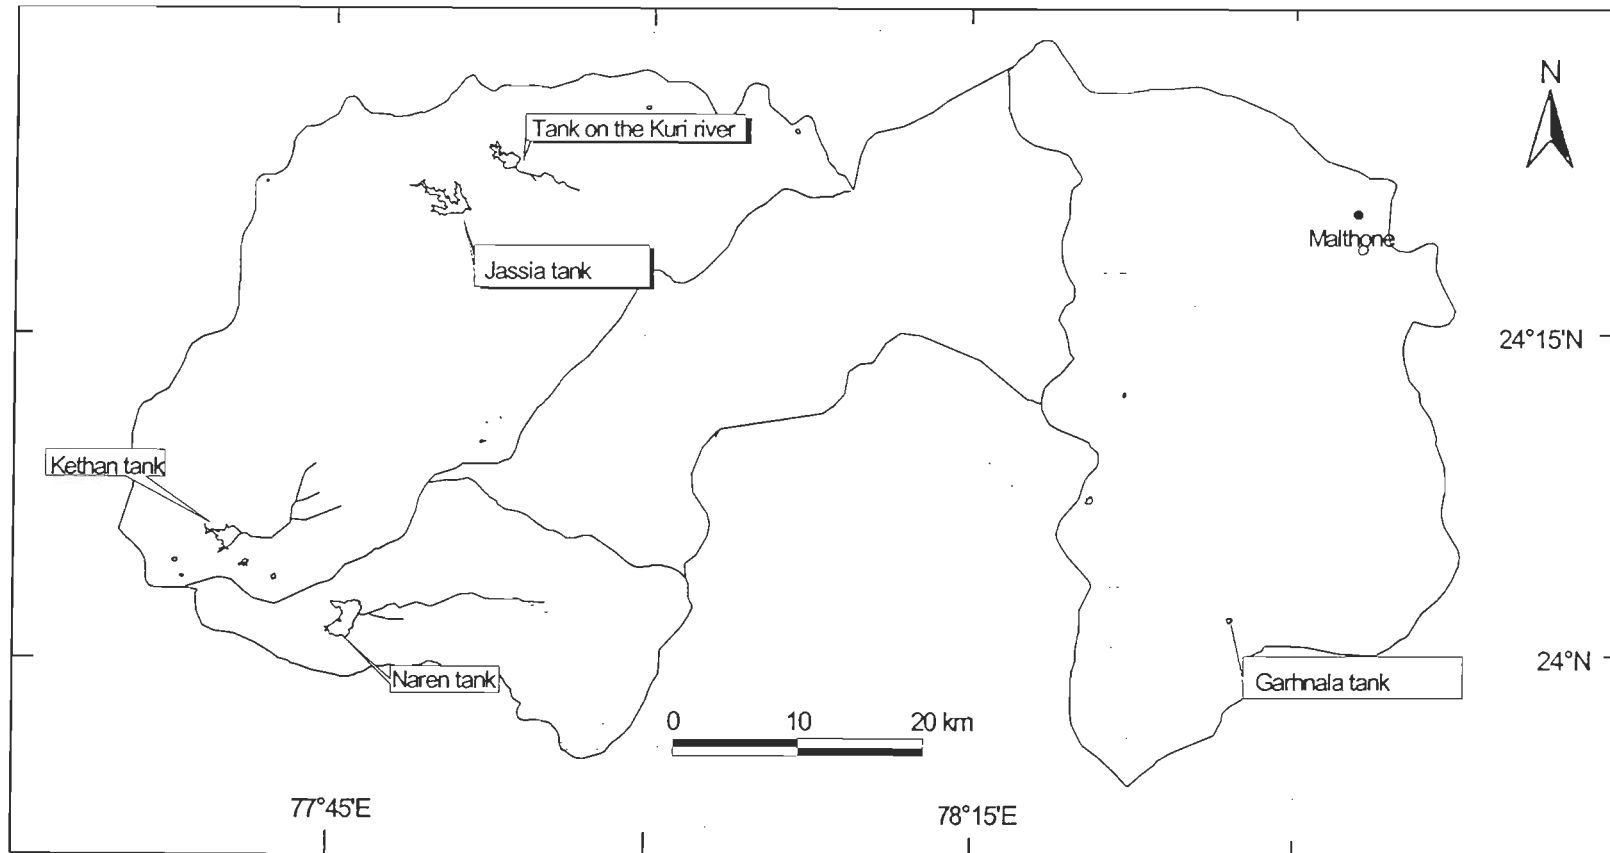 N
Tank on the Kuri river
Malthone
Jassia tank
24°15'N
Kethan tank
24°N
Naren tank
Garhnala tank
0 10 20 km
77°45'E
78°15'E